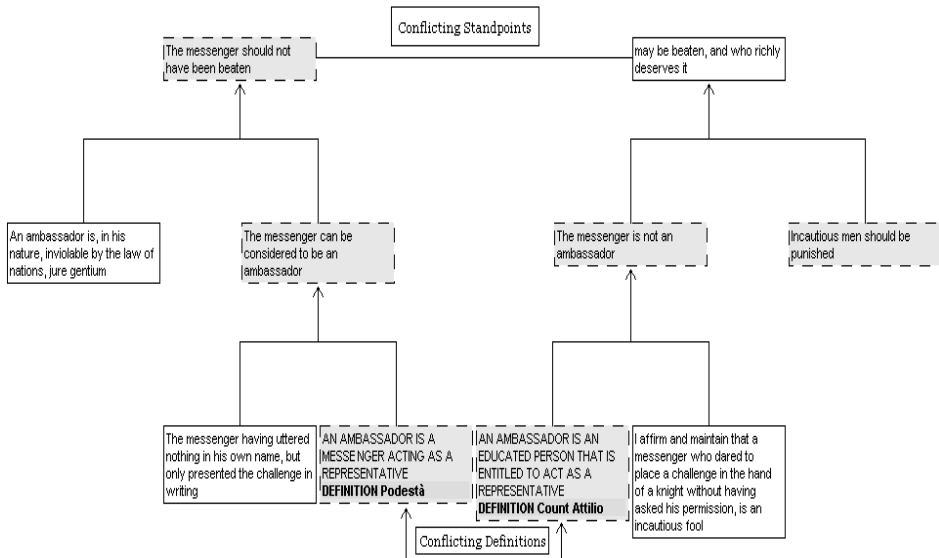 Conflicting Standpoints
The messenger should not
have been beaten
may be beaten, and who richly
deserves it
An ambassador is, in his
nature, inviolable by the law of
nations, jure gentium
The messenger can be
considered to be an
ambassador
The messenger is not an
ambassador
Incautious men should be
punished
The messenger having uttered
nothing in his own name, but
only presented the challenge in
writing
AN AMBASSADOR IS A
MESSENGER ACTING AS A
REPRESENTATIVE
DEFINITION Podestà
AN AMBASSADOR IS AN
EDUCATED PERSON THAT IS
ENTITLED TO ACT AS A
REPRESENTATIVE
DEFINITION Count Attilio
I affirm and maintain that a
messenger who dared to
place a challenge in the hand
of a knight without having
asked his permission, is an
incautious fool
Conflicting Definitions